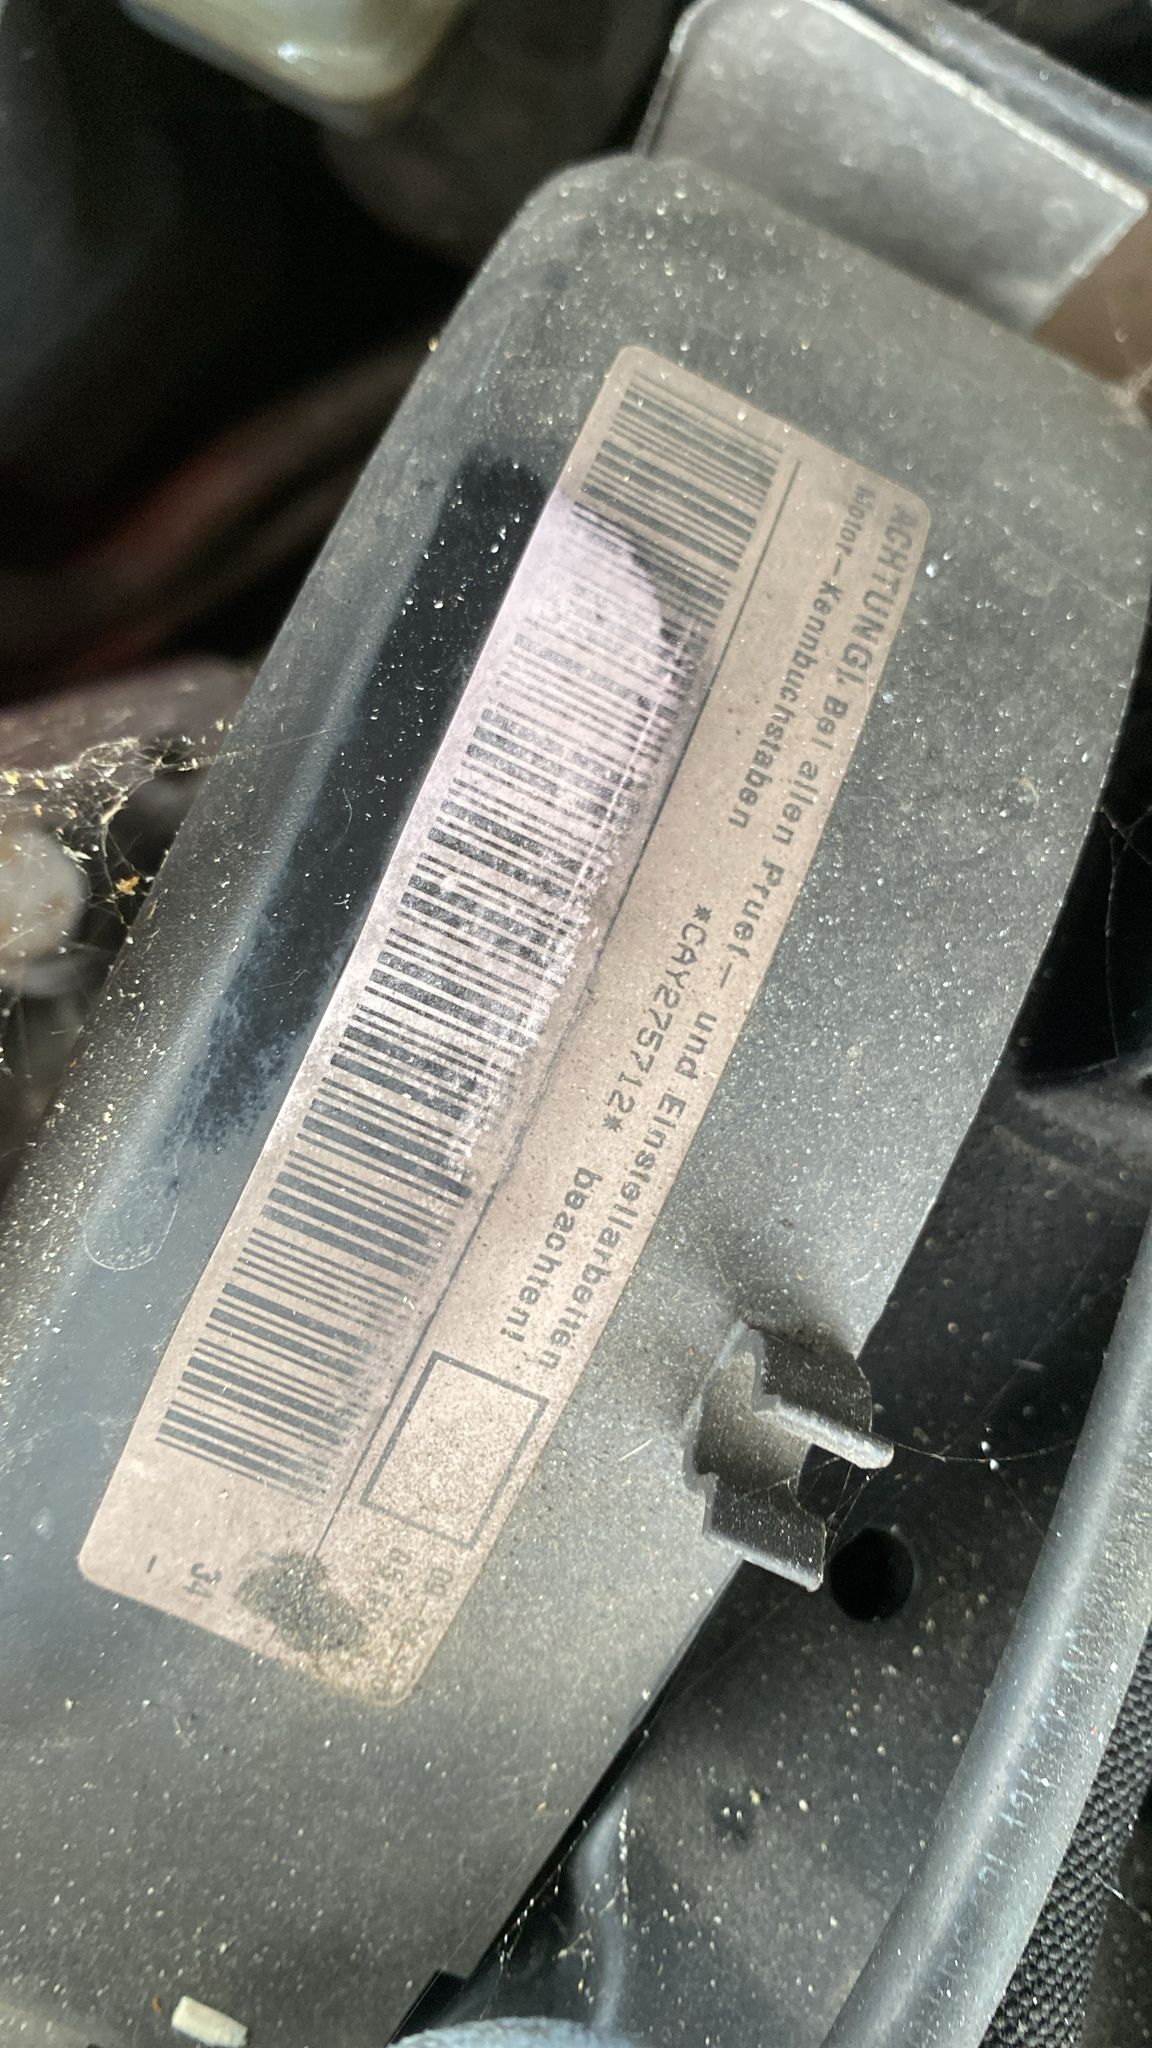 ACHTUNG!. Bei allen Pruef- und Einstellarbeiten
Motor-Kennbuchstaben *CAY275712* beachten!
34
-